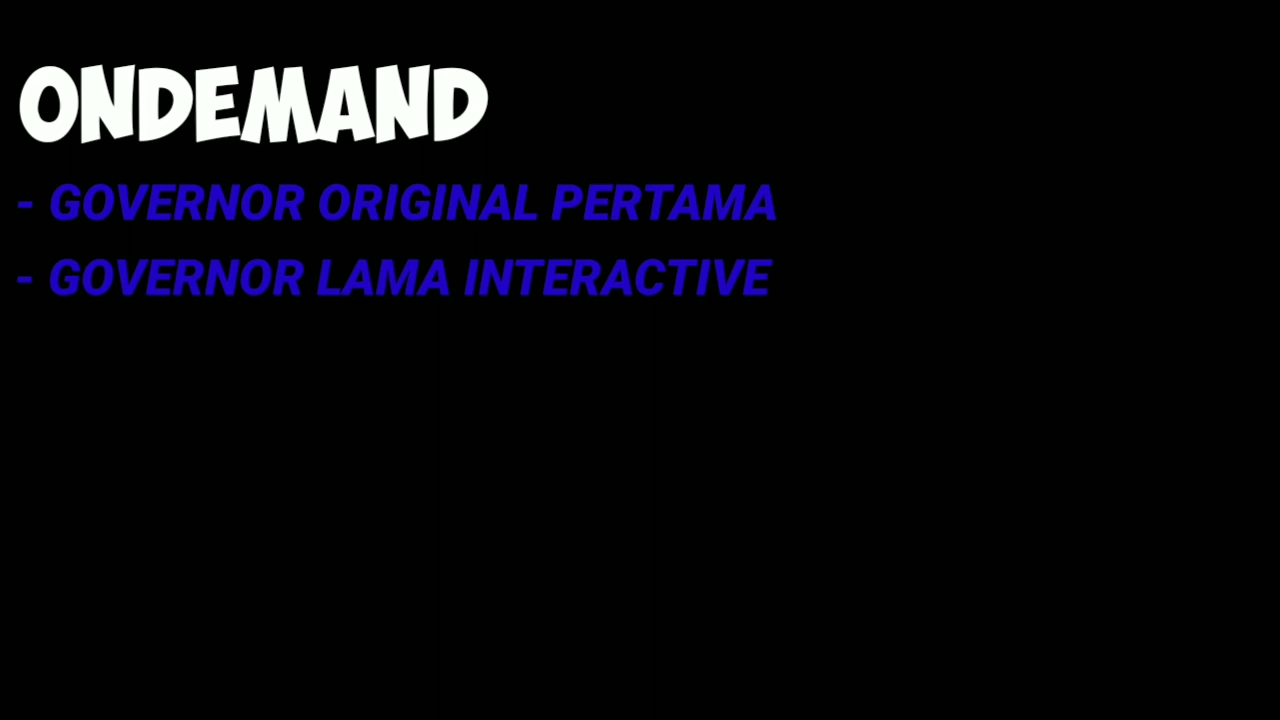 ONDEMAND
- GOVERNOR ORIGINAL PERTAMA
- GOVERNOR LAMA INTERACTIVE